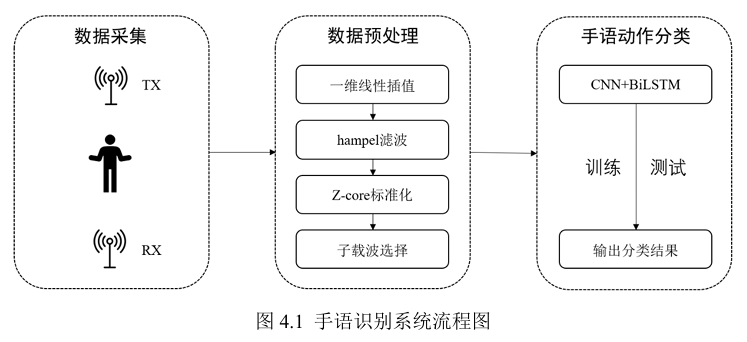 数据采集
TX
RX
数据预处理
一维线性插值
hampel滤波
Z-core标准化
子载波选择
手语动作分类
CNN+BiLSTM
训练 测试
输出分类结果
图 4.1 手语识别系统流程图